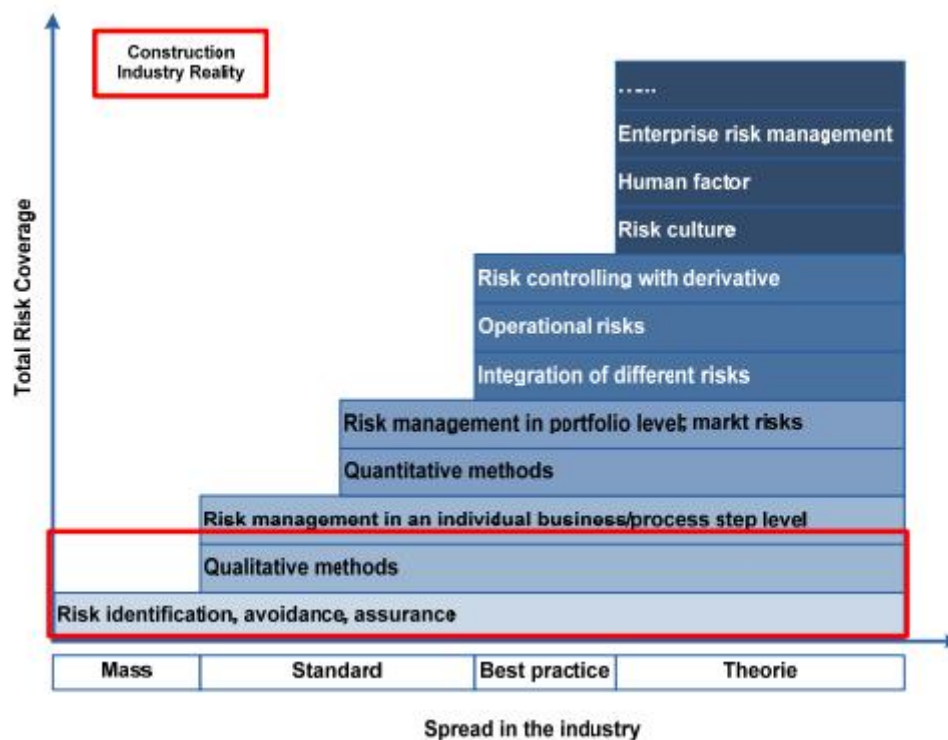 Construction
Industry Reality
……
Enterprise risk management
Human factor
Risk culture
Risk controlling with derivative
Operational risks
Integration of different risks
Risk management in portfolio level; markt risks
Quantitative methods
Risk management in an individual business/process step level
Qualitative methods
Risk identification, avoidance, assurance
Total Risk Coverage
Mass Standard Best practice Theorie
Spread in the industry